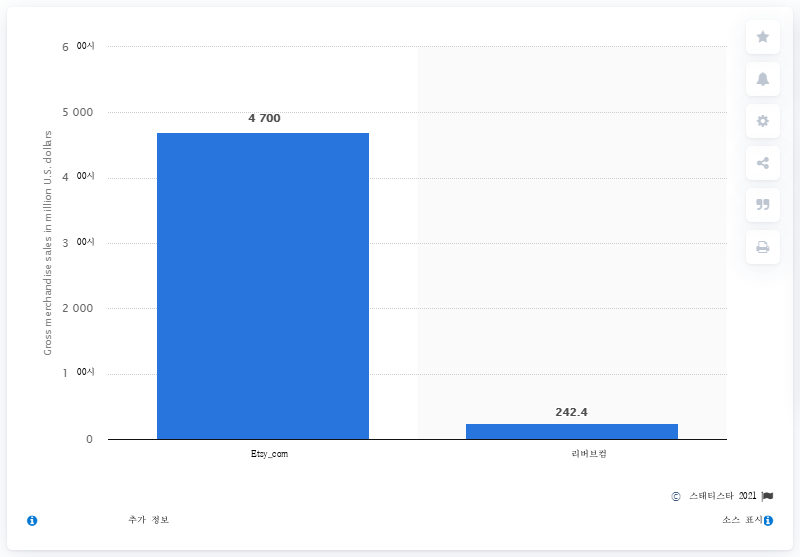 6 00시
5 000
4 700
4 00시
3 00시
2 000
1 00시
242.4
0
Gross merchandise sales in million U.S. dollars
Etsy_com
리버브컴
© 스태티스타 2021
추가 정보
소스 표시